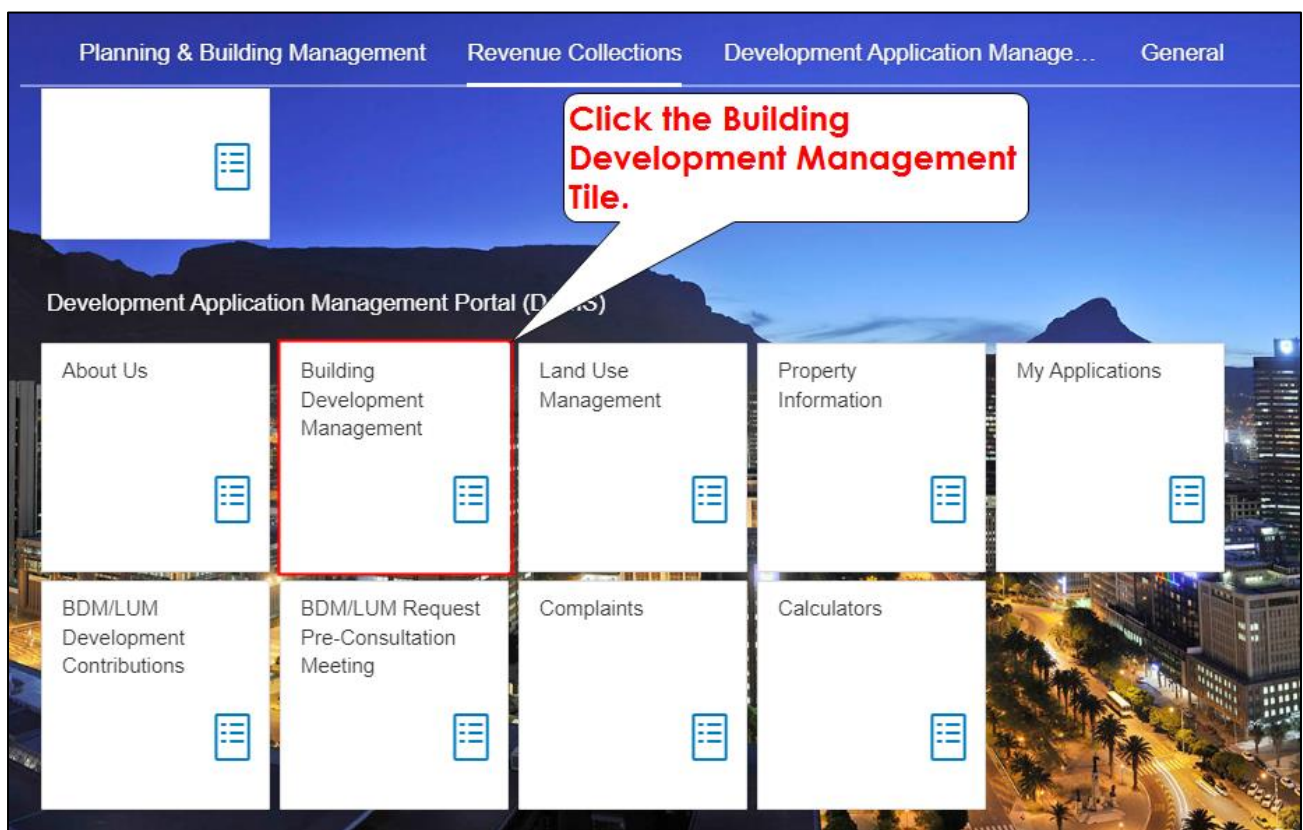 Planning & Building Management
Revenue Collections
Development Application Manage...
General
Click the Building
Development Management
Tile.
Development Application Management Portal (D
S)
About Us
Building
Development
Management
Land Use
Management
Property
Information
My Applications
BDM/LUM
Development
Contributions
BDM/LUM Request
Pre-Consultation
Meeting
Complaints
Calculators